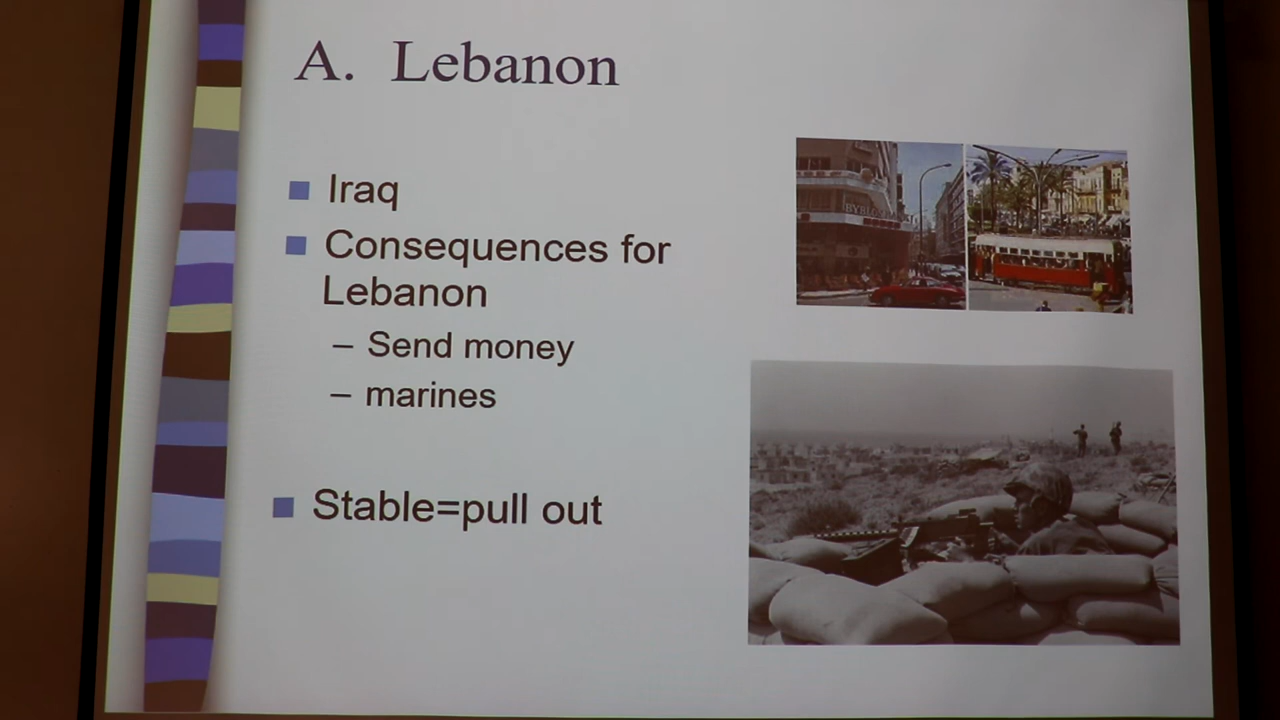 A. Lebanon
Iraq
Consequences for
Lebanon
– Send money
– marines
Stable=pull out